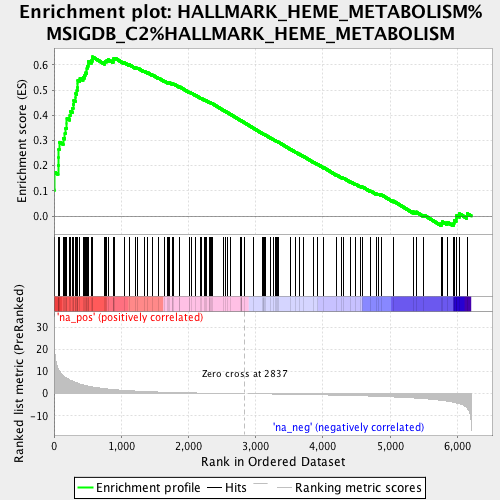 Enrichment plot: HALLMARK_HEME_METABOLISM%
MSIGDB_C2%HALLMARK_HEME_METABOLISM
Enrichment score (ES)
0.6
0.5
0.4
0.3
0.2
0.1
0.0
'na_pos' (positively correlated)
Ranked list metric (PreRanked)
30
20
10
0
-10
Zero cross at 2837
'na_neg' (negatively correlated)
0 1,000 2,000 3,000 4,000 5,000 6,000
Rank in Ordered Dataset
Enrichment profile Hits Ranking metric scores